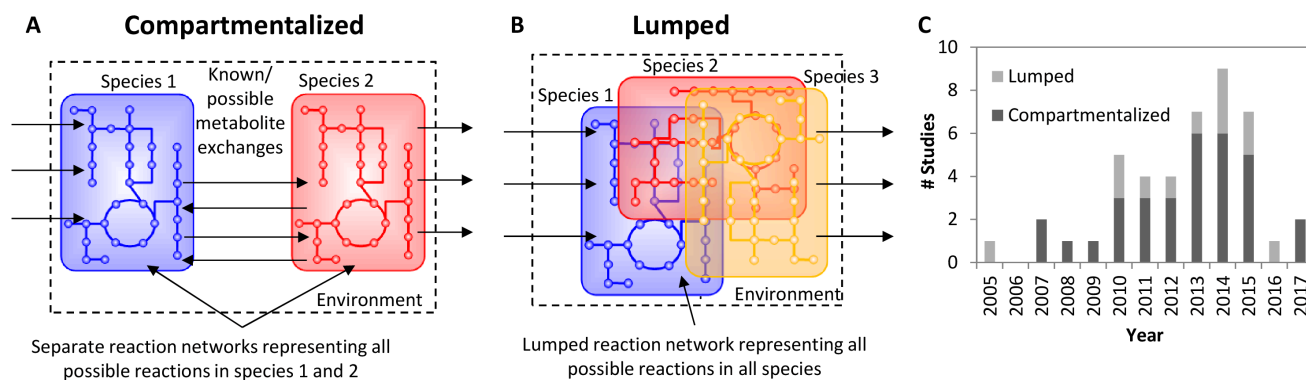 A
Compartmentalized
Species 1
Known/
possible
metabolite
exchanges
Species 2
Environment
Separate reaction networks representing all
possible reactions in species 1 and 2
B
Lumped
Species 1
Species 2
Species 3
Environment
Lumped reaction network representing all
possible reactions in all species
C
10
8
6
4
2
0
# Studies
Lumped
Compartmentalized
2005
2006
2007
2008
2009
2010
2011
2012
2013
2014
2015
2016
2017
Year